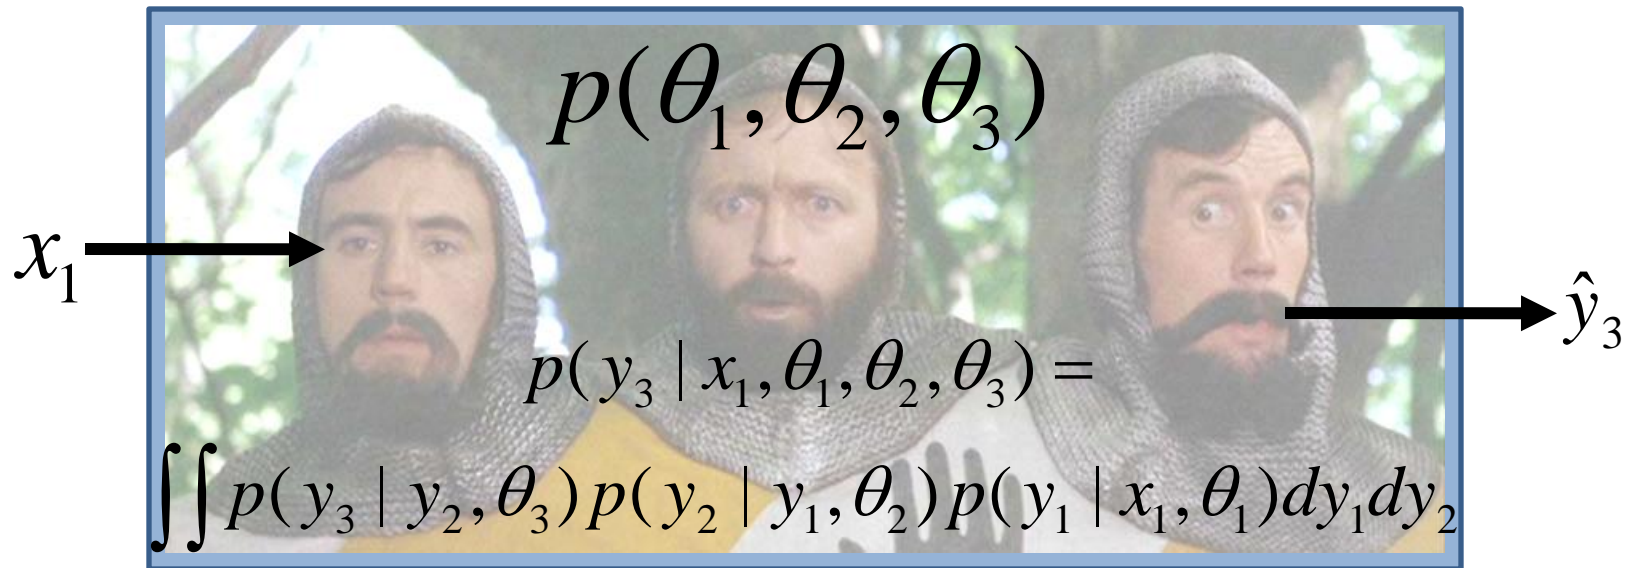 p(θ₁, θ₂, θ₃)
x₁
ŷ₃
p(y₃ | x₁, θ₁, θ₂, θ₃) =
∬ p(y₃ | y₂, θ₃) p(y₂ | y₁, θ₂) p(y₁ | x₁, θ₁) dy₁dy₂